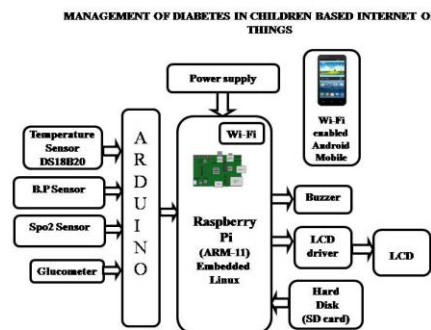 MANAGEMENT OF DIABETES IN CHILDREN BASED INTERNET OF
THINGS
Power supply
Wi-Fi
Wi-Fi
enabled
Android
Mobile
Temperature
Sensor
DS18B20
B.P Sensor
Spo2 Sensor
Glucometer
A
R
D
U
I
N
O
Raspberry
Pi
(ARM-11)
Embedded
Linux
Buzzer
LCD
driver
LCD
Hard
Disk
(SD card)